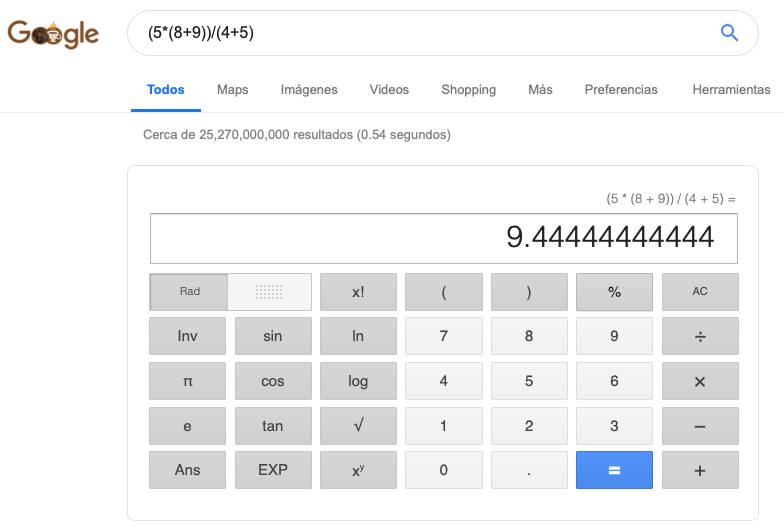 Google
(5*(8+9))/(4+5)
Todos Maps Imágenes Videos Shopping Más Preferencias Herramientas
Cerca de 25,270,000,000 resultados (0.54 segundos)
(5 * (8 + 9)) / (4 + 5) =
9.44444444444
Rad x! ( ) % AC
Inv sin ln 7 8 9 ÷
π cos log 4 5 6 ×
e tan √ 1 2 3 −
Ans EXP xʸ 0 . = +